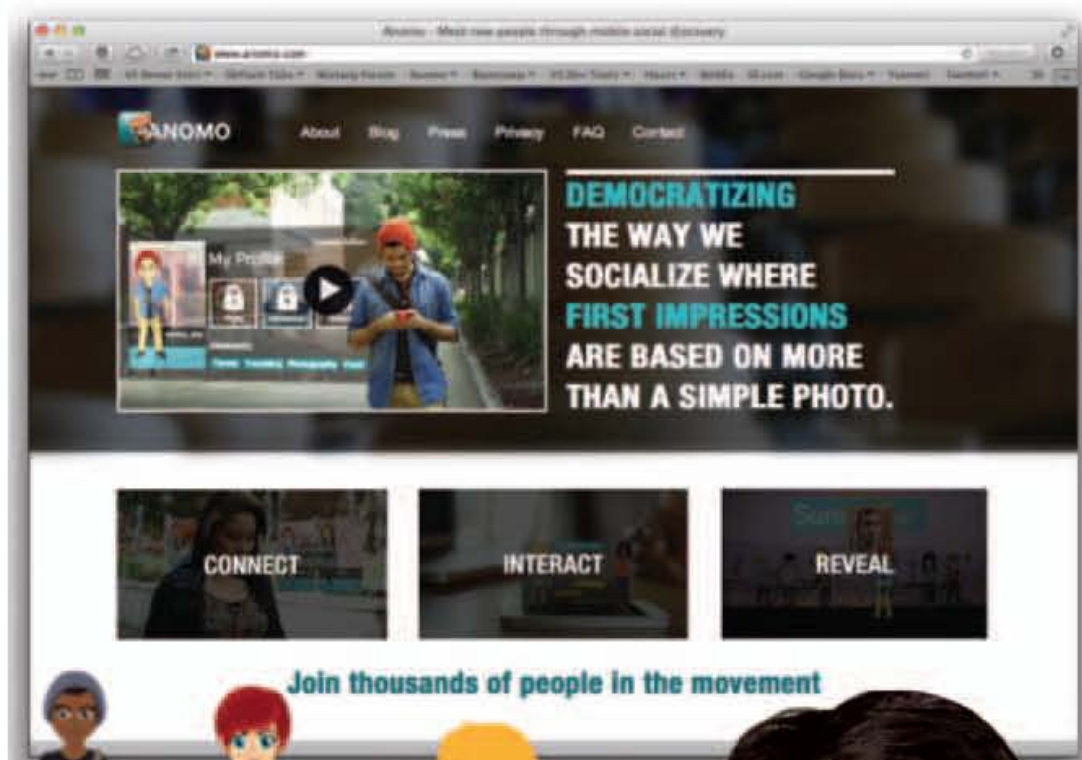 Anomo - Meet new people through mobile social discovery
www.anomo.com
ANOMO About Blog Press Privacy FAQ Contact
My Profile
DEMOCRATIZING
THE WAY WE
SOCIALIZE WHERE
FIRST IMPRESSIONS
ARE BASED ON MORE
THAN A SIMPLE PHOTO.
CONNECT INTERACT REVEAL
Join thousands of people in the movement